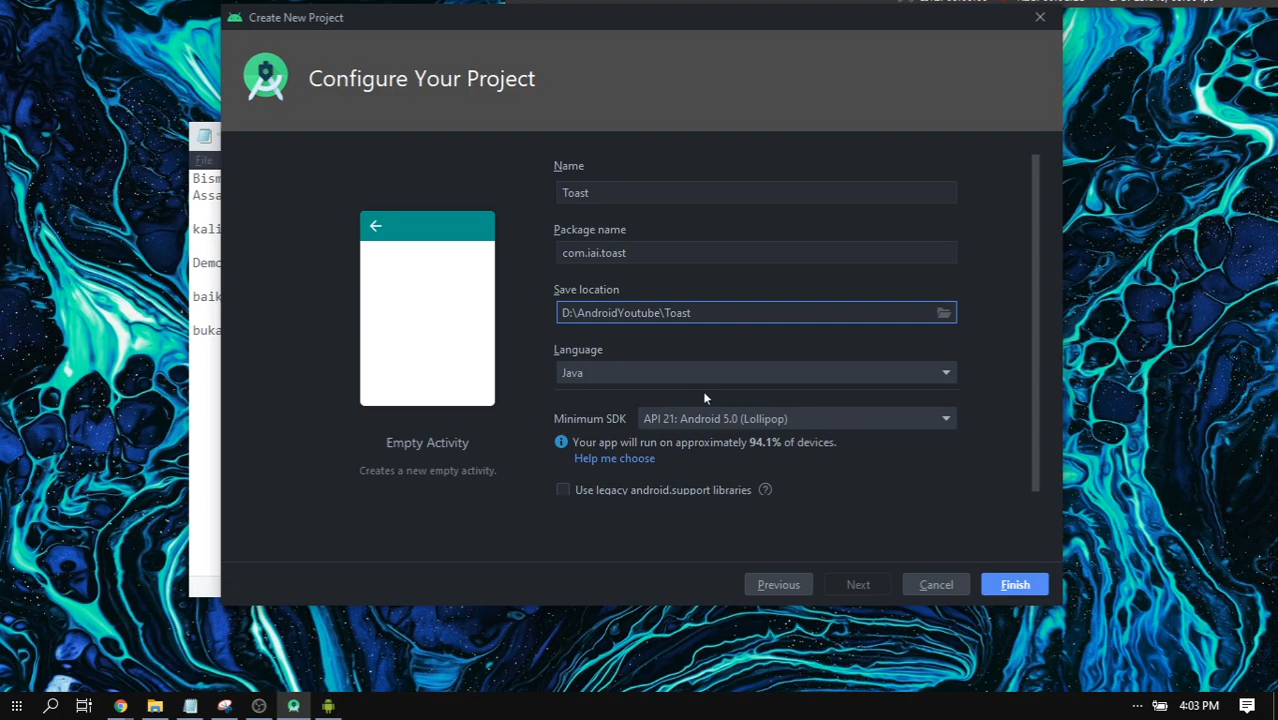 Create New Project
Configure Your Project
File
Bism
Assa
kali
Demo
baik
buka
Name
Toast
Package name
com.iai.toast
Save location
D:\AndroidYoutube\Toast
Language
Java
Minimum SDK API 21: Android 5.0 (Lollipop)
Your app will run on approximately 94.1% of devices.
Help me choose
Use legacy android.support libraries ?
Empty Activity
Creates a new empty activity.
Previous Next Cancel Finish
4:03 PM